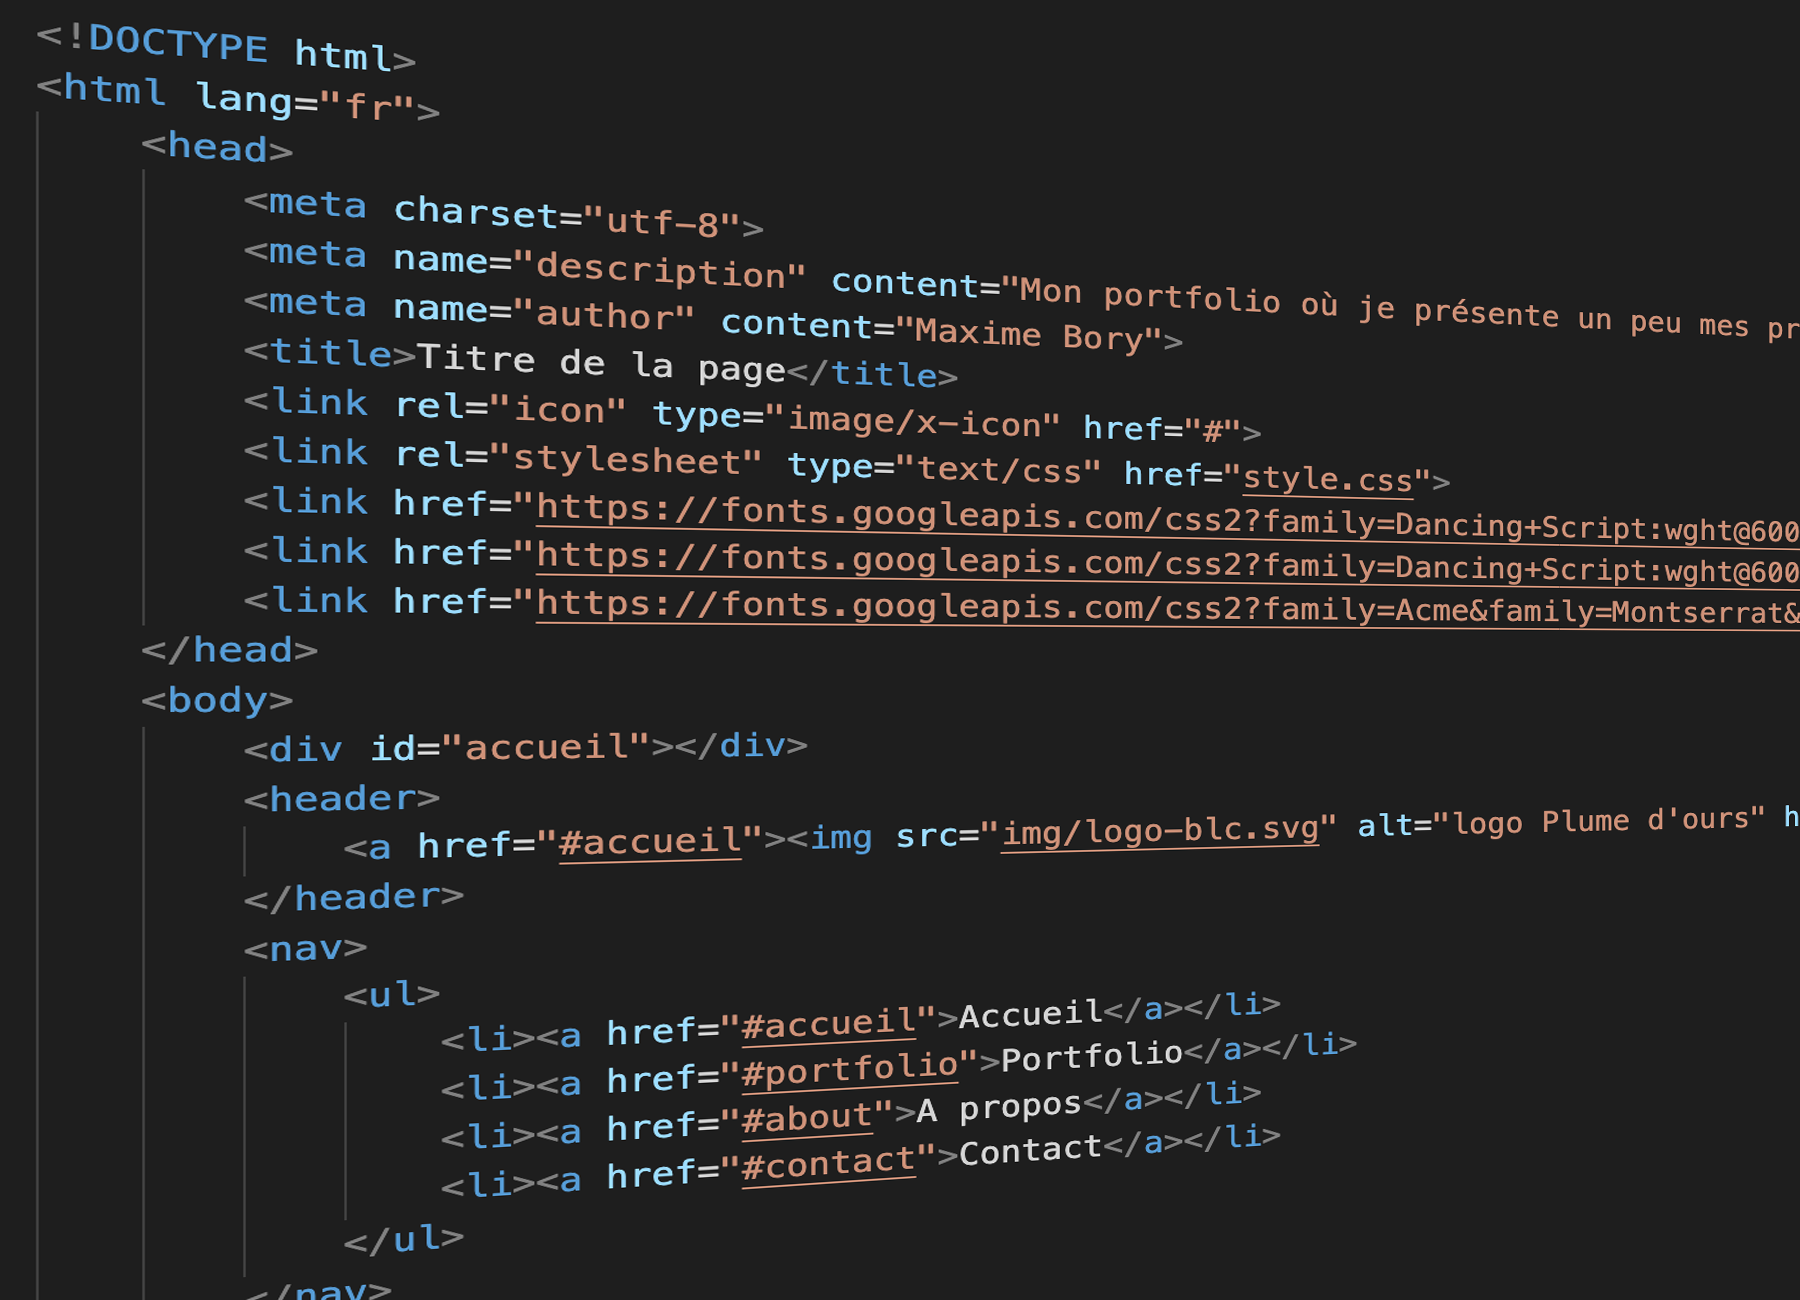 <!DOCTYPE html>
<html lang="fr">
<head>
<meta charset="utf-8">
<meta name="description" content="Mon portfolio où je présente un peu mes pr
<meta name="author" content="Maxime Bory">
<title>Titre de la page</title>
<link rel="icon" type="image/x-icon" href="#">
<link rel="stylesheet" type="text/css" href="style.css">
<link href="https://fonts.googleapis.com/css2?family=Dancing+Script:wght@600
<link href="https://fonts.googleapis.com/css2?family=Dancing+Script:wght@600
<link href="https://fonts.googleapis.com/css2?family=Acme&family=Montserrat&
</head>
<body>
<div id="accueil"></div>
<header>
<a href="#accueil"><img src="img/logo-blc.svg" alt="logo Plume d'ours" h
</header>
<nav>
<ul>
<li><a href="#accueil">Accueil</a></li>
<li><a href="#portfolio">Portfolio</a></li>
<li><a href="#about">A propos</a></li>
<li><a href="#contact">Contact</a></li>
</ul>
</nav>